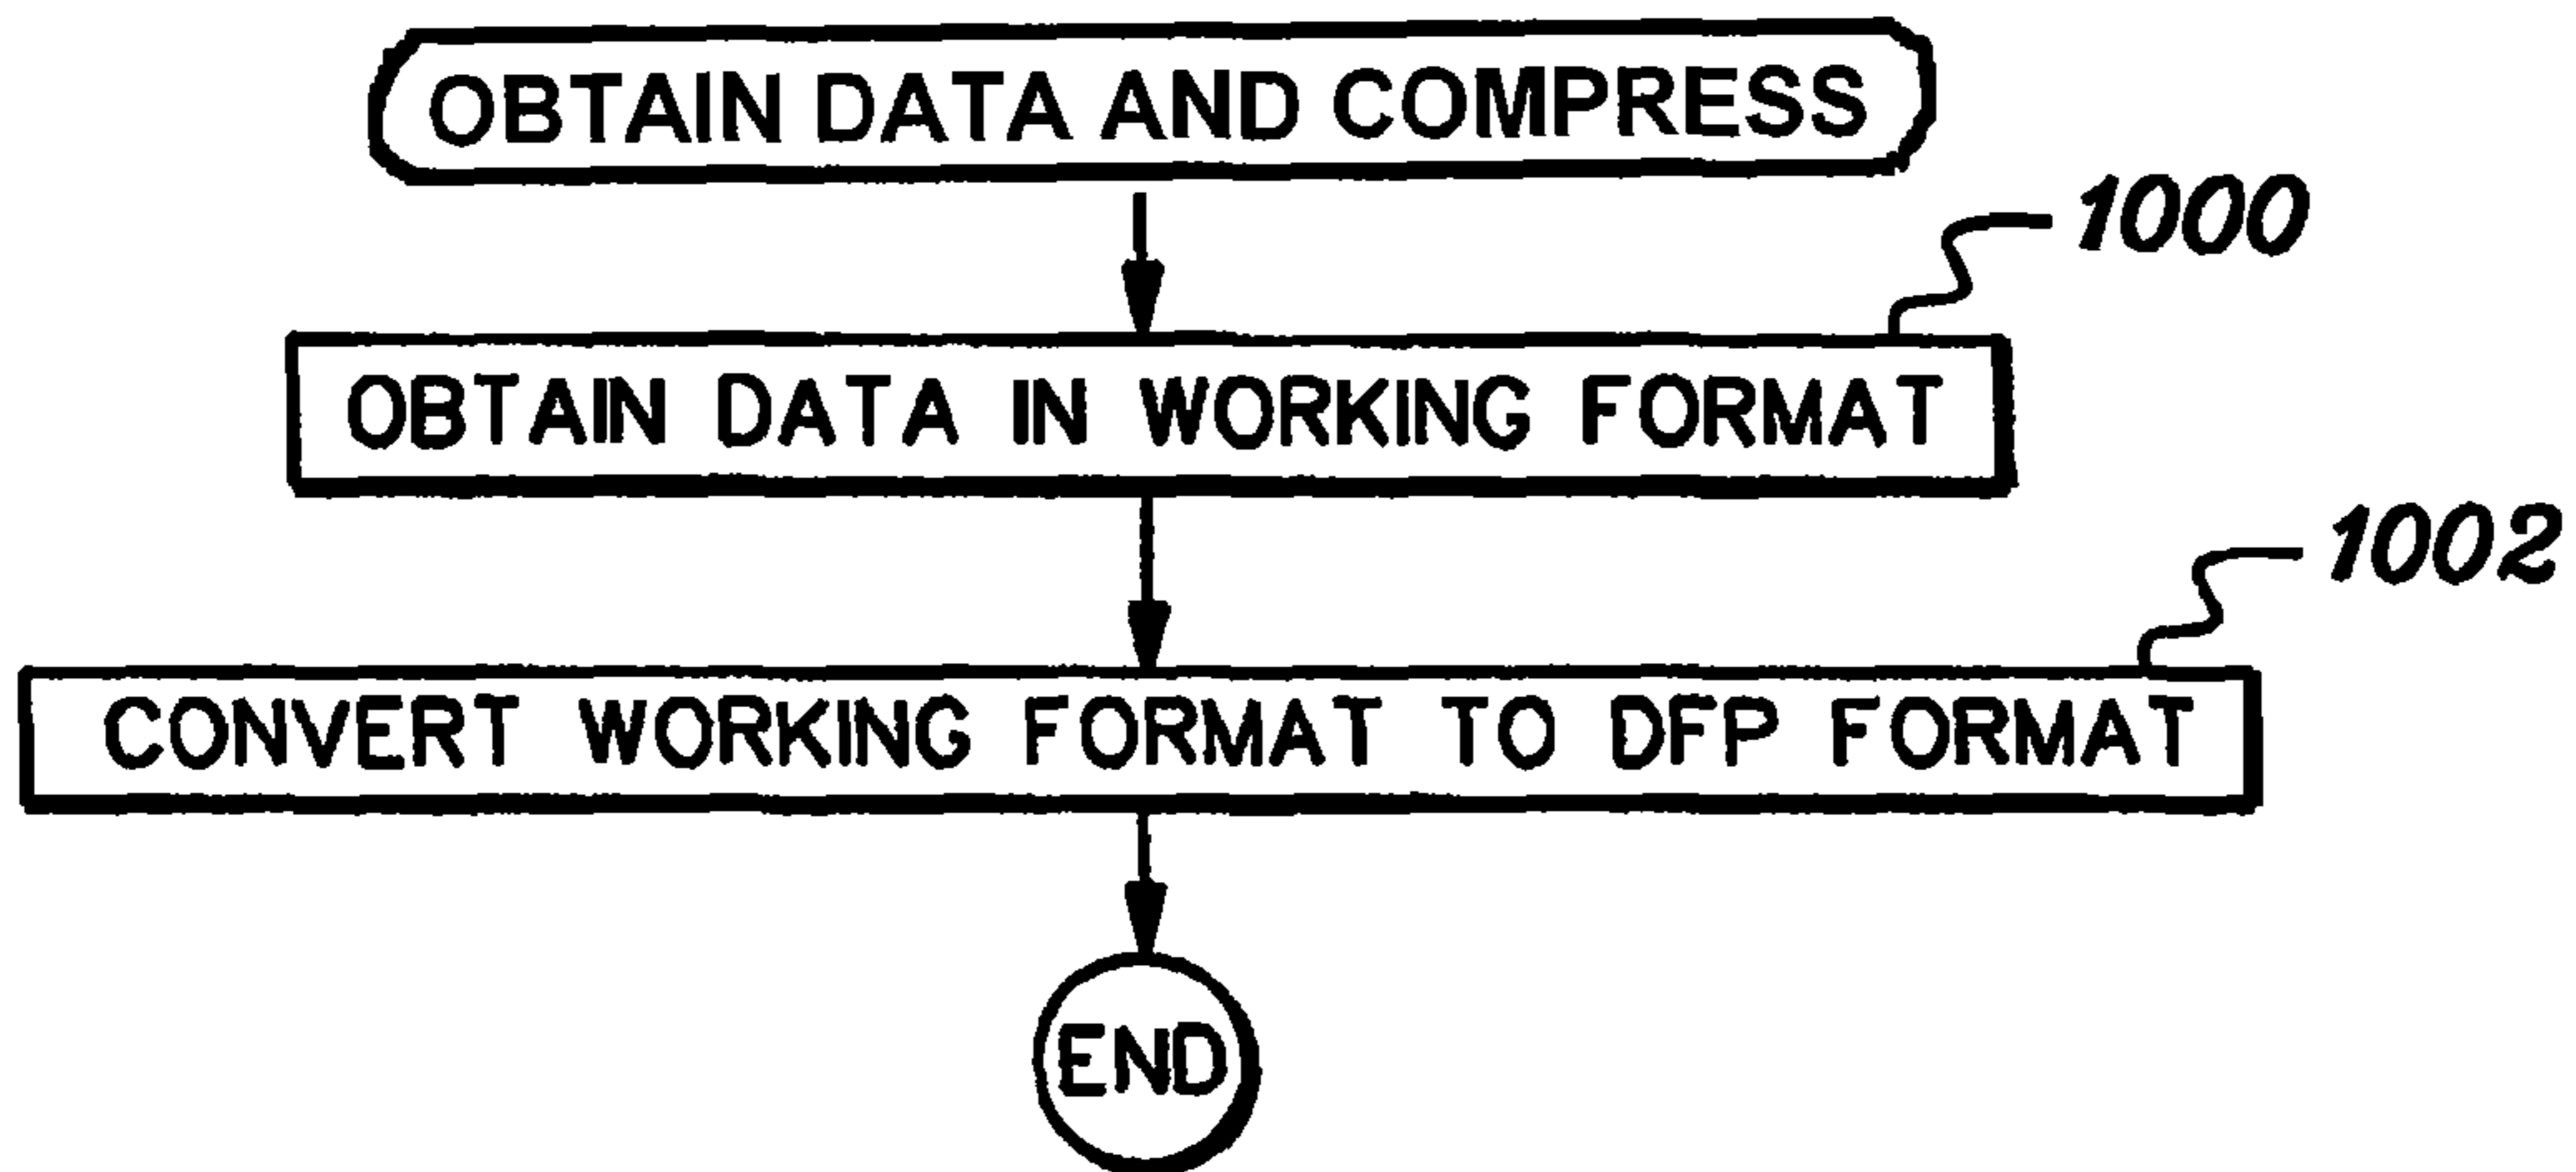 OBTAIN DATA AND COMPRESS
1000
OBTAIN DATA IN WORKING FORMAT
1002
CONVERT WORKING FORMAT TO DFP FORMAT
END